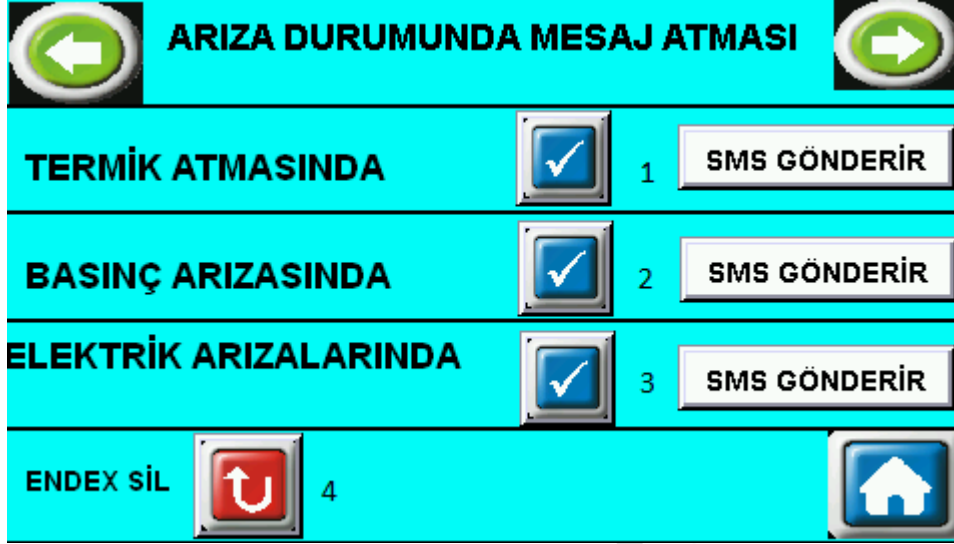 ARIZA DURUMUNDA MESAJ ATMASI
TERMİK ATMASINDA 1 SMS GÖNDERİR
BASINÇ ARIZASINDA 2 SMS GÖNDERİR
ELEKTRİK ARIZALARINDA 3 SMS GÖNDERİR
ENDEX SİL 4